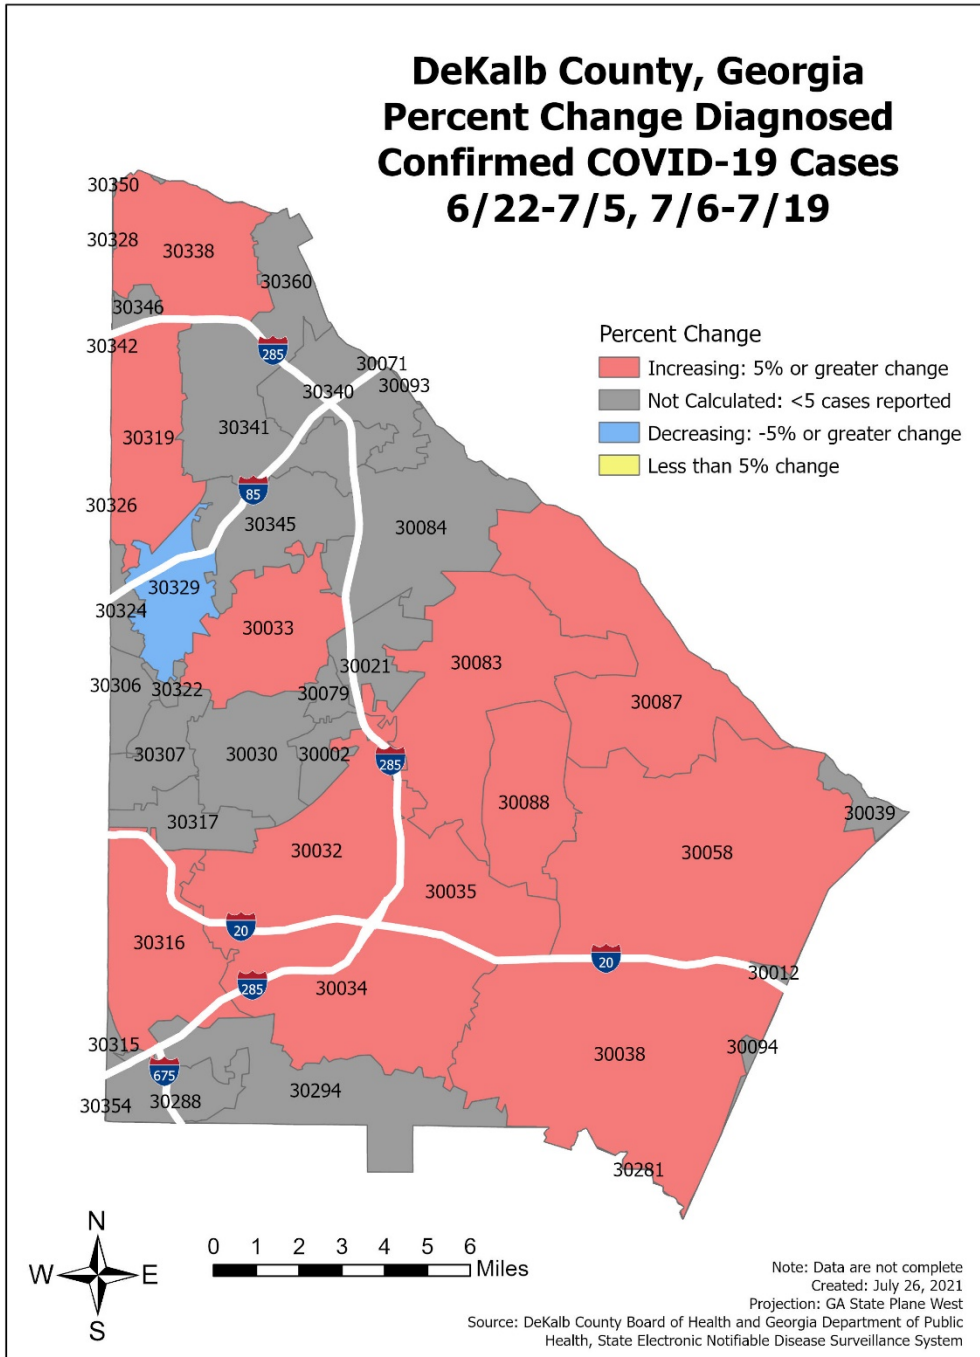 DeKalb County, Georgia
Percent Change Diagnosed
Confirmed COVID-19 Cases
6/22-7/5, 7/6-7/19
30350
30328
30338
30360
30346
30342
285
30071
30340
30093
Percent Change
Increasing: 5% or greater change
Not Calculated: <5 cases reported
Decreasing: -5% or greater change
Less than 5% change
30341
30319
85
30326
30345
30084
30329
30324
30033
30021
30083
30306
30322
30079
30087
30307
30030
30002
285
30088
30039
30317
30032
30058
30035
20
30316
20
30012
285
30034
30315
30038
30094
675
30354
30288
30294
30281
N
W
E
S
0 1 2 3 4 5 6
Miles
Note: Data are not complete
Created: July 26, 2021
Projection: GA State Plane West
Source: DeKalb County Board of Health and Georgia Department of Public
Health, State Electronic Notifiable Disease Surveillance System